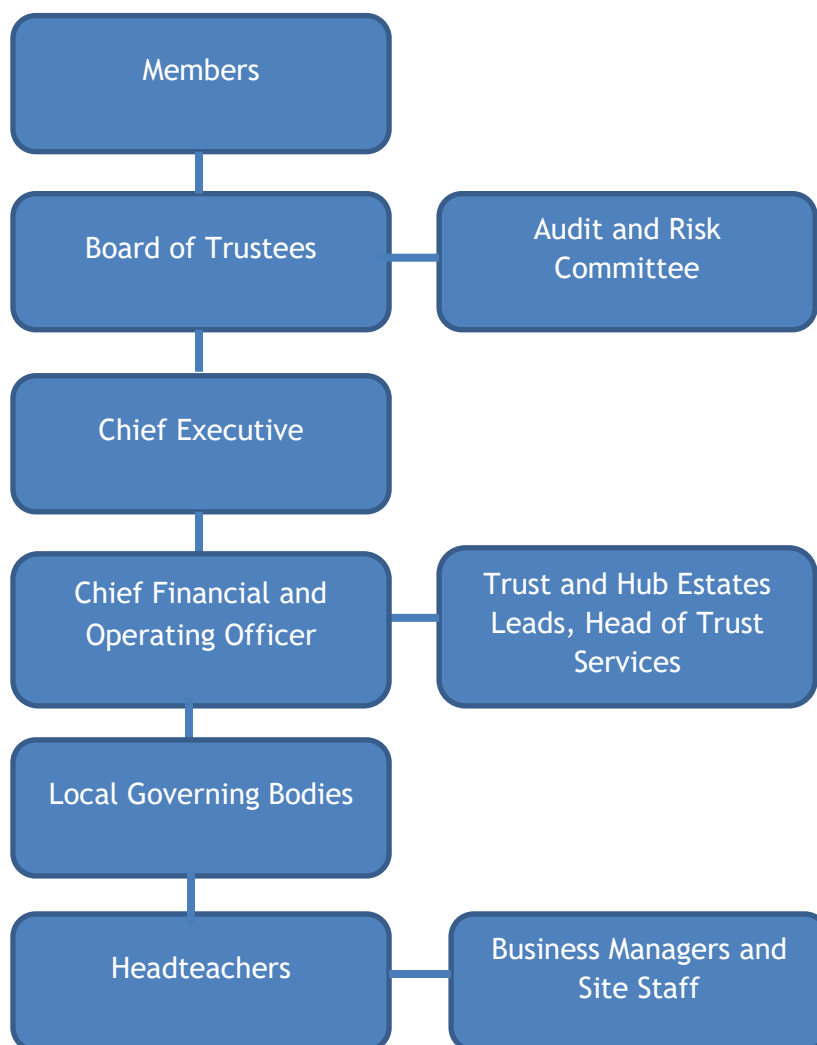 Members
Board of Trustees
Audit and Risk
Committee
Chief Executive
Chief Financial and
Operating Officer
Trust and Hub Estates
Leads, Head of Trust
Services
Local Governing Bodies
Headteachers
Business Managers and
Site Staff